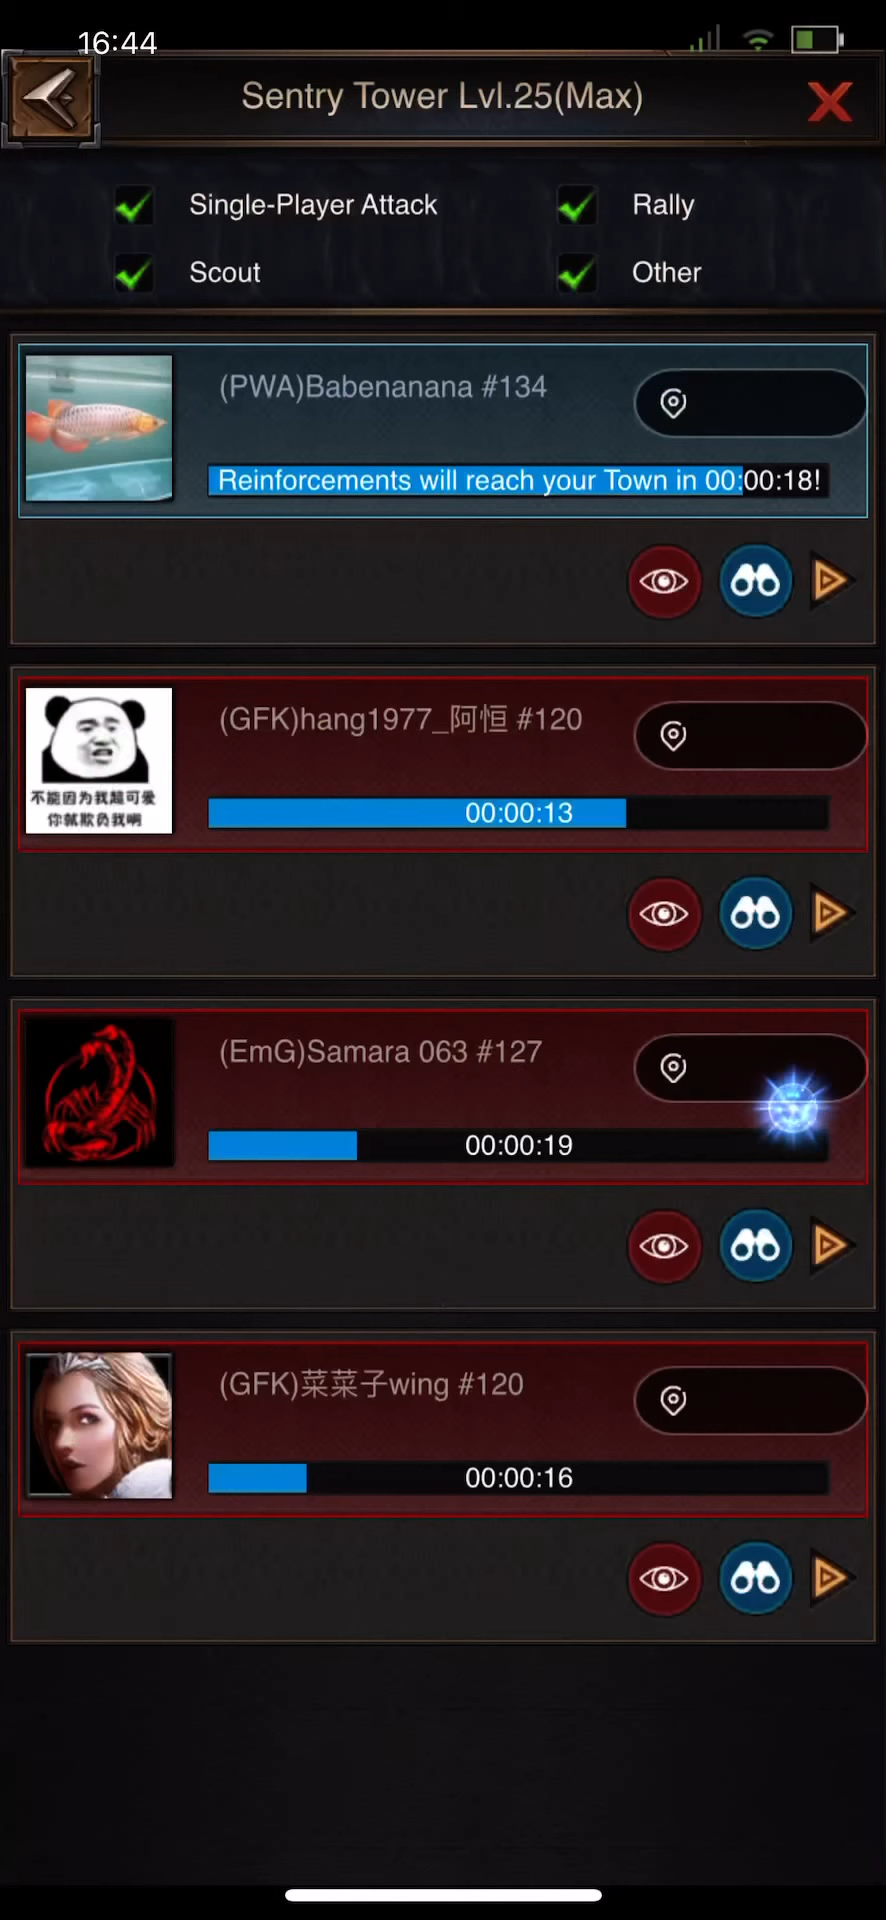 16:44
Sentry Tower Lvl.25(Max)
Single-Player Attack
Rally
Scout
Other
(PWA)Babenanana #134
Reinforcements will reach your Town in 00:00:18!
(GFK)hang1977_阿恒 #120
不能因为我超可爱
你就欺负我啊
00:00:13
(EmG)Samara 063 #127
00:00:19
(GFK)菜菜子wing #120
00:00:16